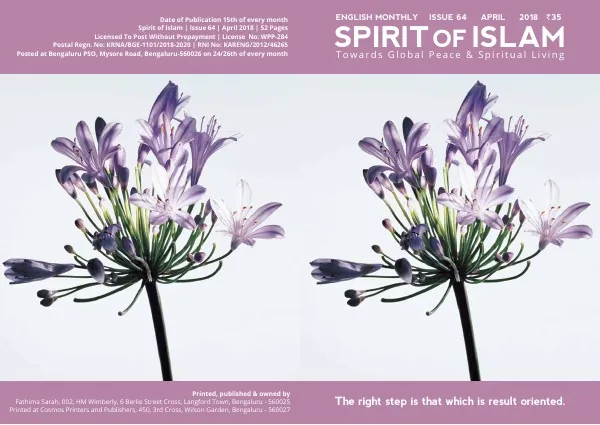 Date of Publication 15th of every month
Spirit of Islam | Issue 64 | April 2018 | 52 Pages
Licensed To Post Without Prepayment | License No: WPP-284
Postal Regn. No: KRNA/BGE-1101/2018-2020 | RNI No: KARENG/2012/46265
Posted at Bengaluru PSO, Mysore Road, Bengaluru-560026 on 24/26th of every month
Printed, published & owned by
Fathima Sarah, 002, HM Wimberly, 6 Berlie Street Cross, Langford Town, Bengaluru - 560025
Printed at Cosmos Printers and Publishers, 450, 3rd Cross, Wilson Garden, Bengaluru - 560027
ENGLISH MONTHLY ISSUE 64 APRIL 2018 ₹35
SPIRIT OF ISLAM
Towards Global Peace & Spiritual Living
The right step is that which is result oriented.